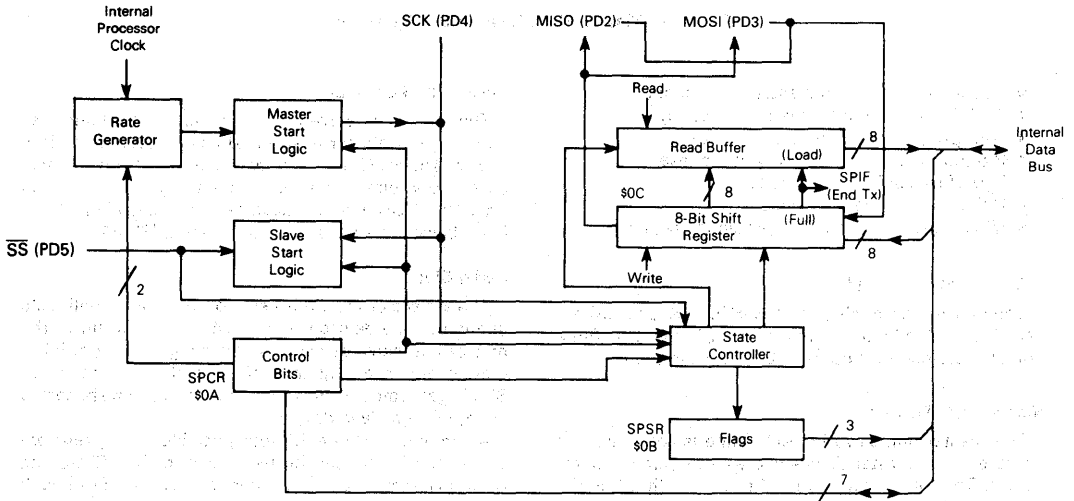 Internal
Processor
Clock
SCK (PD4)
MISO (PD2)
MOSI (PD3)
Rate
Generator
Master
Start
Logic
Read
Read Buffer
(Load)
8
Internal
Data
Bus
SPIF
(End Tx)
$0C
8
8-Bit Shift
Register
(Full)
8
Write
SS (PD5)
Slave
Start
Logic
2
State
Controller
Control
Bits
SPCR
$0A
SPSR
$0B
Flags
3
7